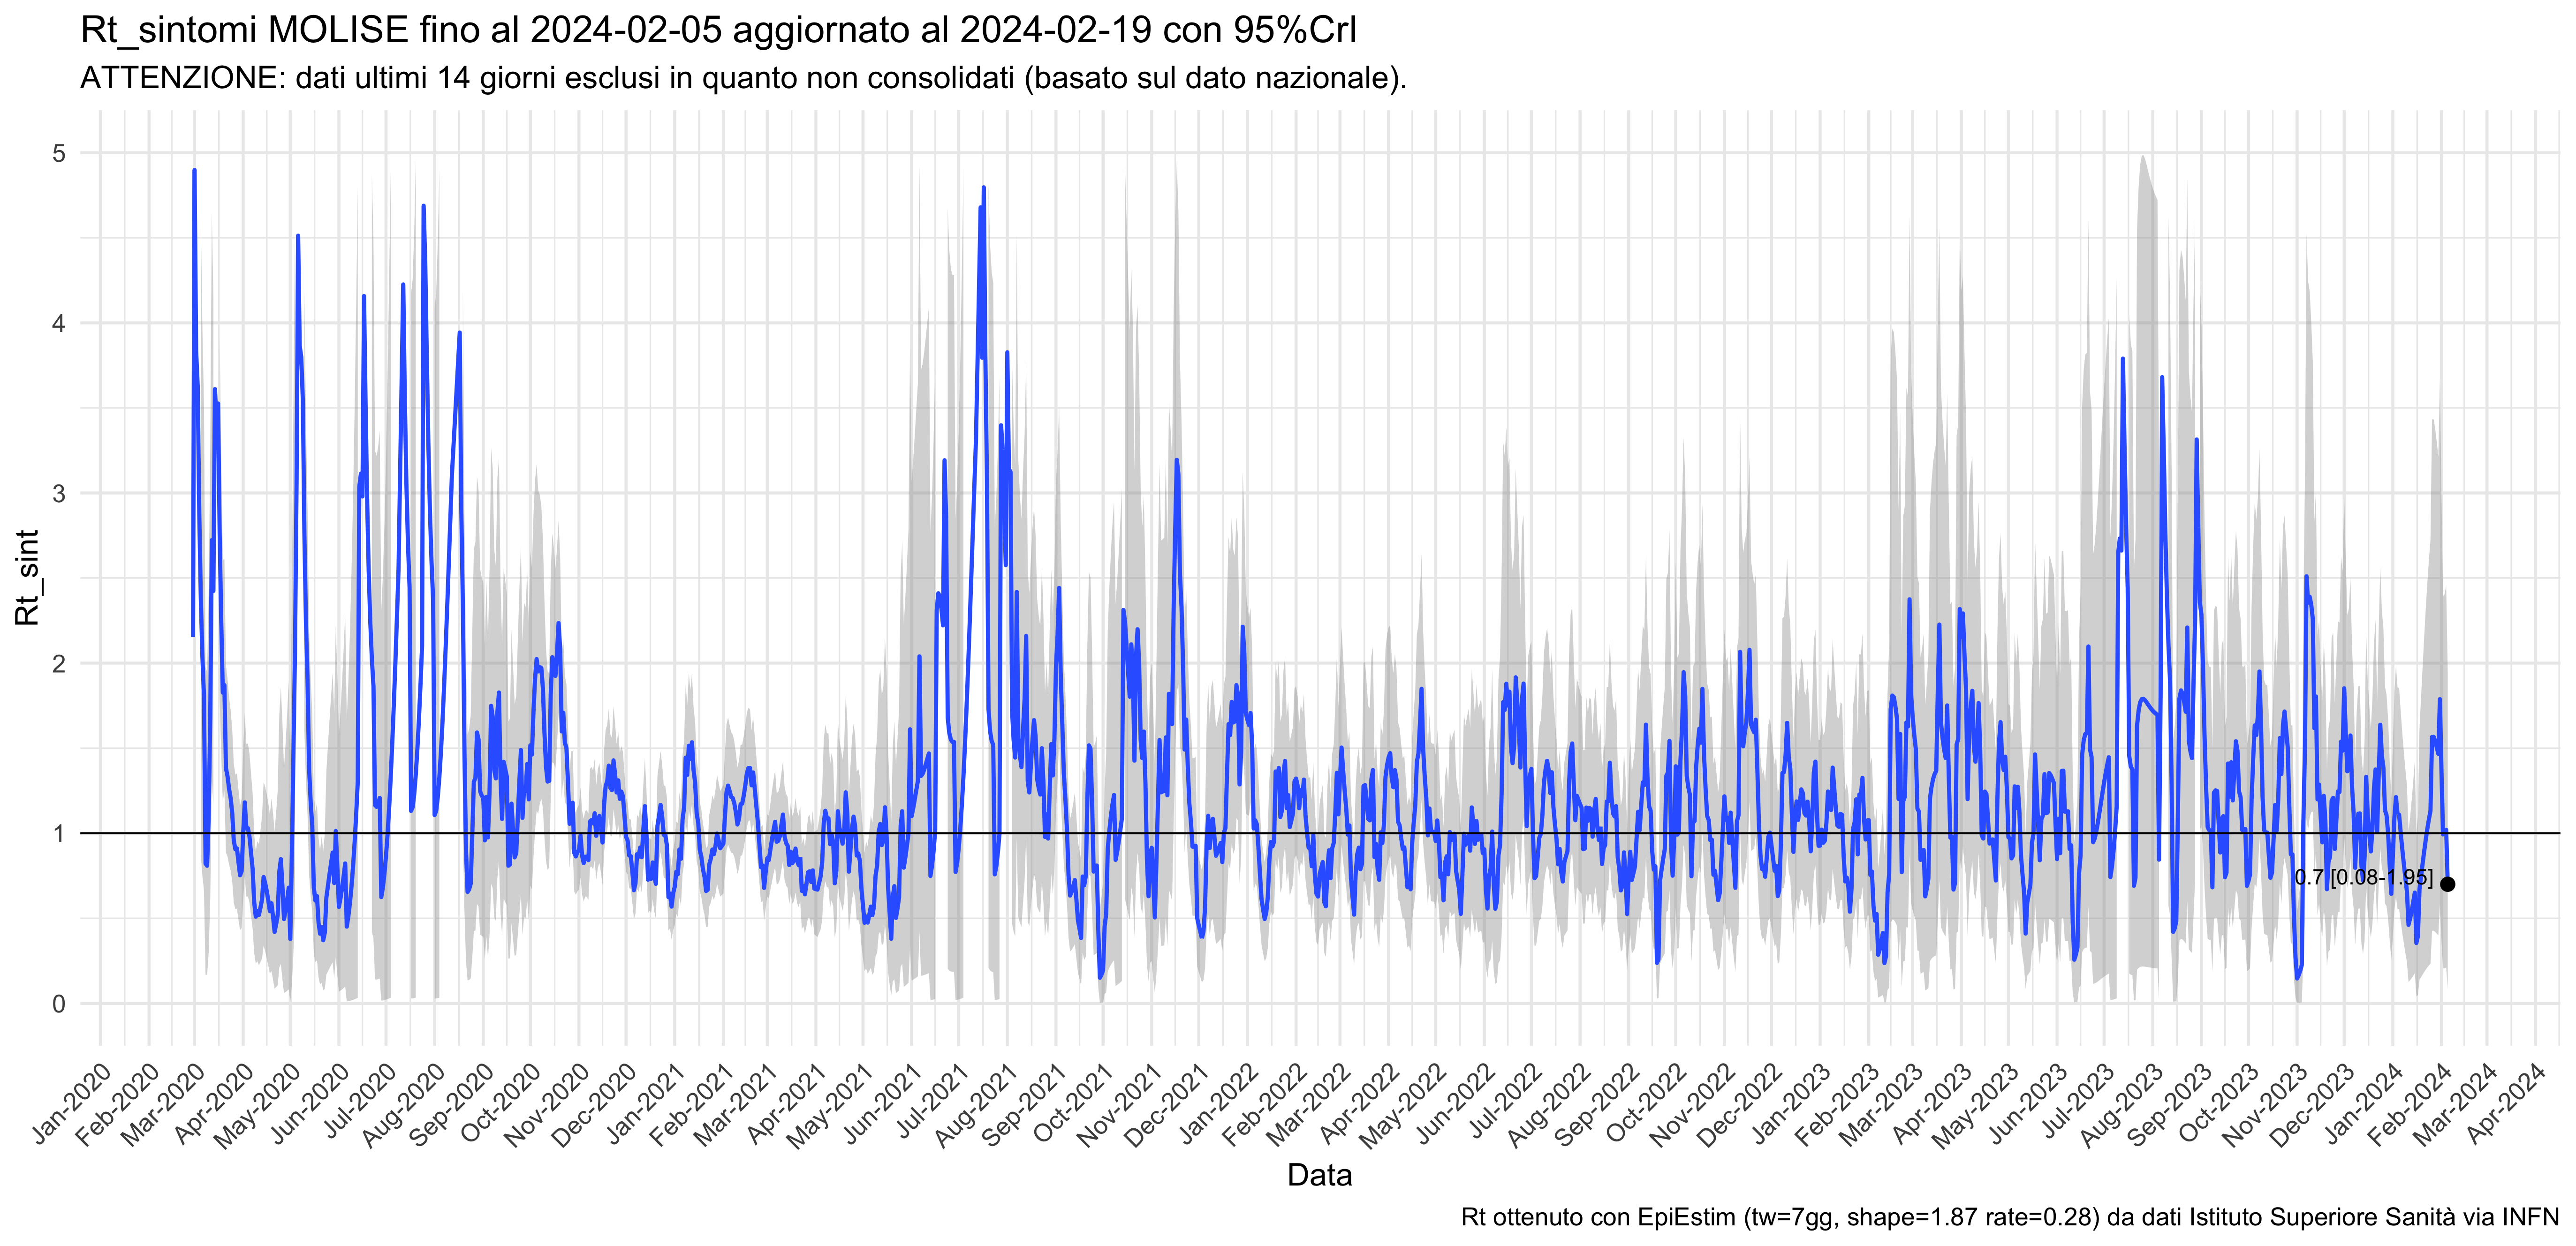 Rt_sintomi MOLISE fino al 2024-02-05 aggiornato al 2024-02-19 con 95%CrI
ATTENZIONE: dati ultimi 14 giorni esclusi in quanto non consolidati (basato sul dato nazionale).
Rt_sint
5
4
3
2
1
0
0.7 [0.08-1.95]
Jan-2020
Feb-2020
Mar-2020
Apr-2020
May-2020
Jun-2020
Jul-2020
Aug-2020
Sep-2020
Oct-2020
Nov-2020
Dec-2020
Jan-2021
Feb-2021
Mar-2021
Apr-2021
May-2021
Jun-2021
Jul-2021
Aug-2021
Sep-2021
Oct-2021
Nov-2021
Dec-2021
Jan-2022
Feb-2022
Mar-2022
Apr-2022
May-2022
Jun-2022
Jul-2022
Aug-2022
Sep-2022
Oct-2022
Nov-2022
Dec-2022
Jan-2023
Feb-2023
Mar-2023
Apr-2023
May-2023
Jun-2023
Jul-2023
Aug-2023
Sep-2023
Oct-2023
Nov-2023
Dec-2023
Jan-2024
Feb-2024
Mar-2024
Apr-2024
Data
Rt ottenuto con EpiEstim (tw=7gg, shape=1.87 rate=0.28) da dati Istituto Superiore Sanità via INFN